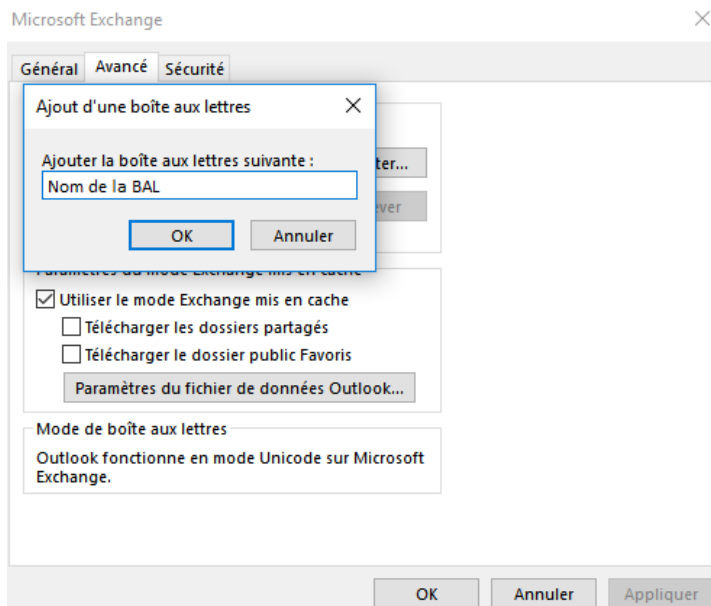 Microsoft Exchange
Général Avancé Sécurité
Ajout d'une boîte aux lettres
Ajouter la boîte aux lettres suivante :
Nom de la BAL
OK Annuler
Utiliser le mode Exchange mis en cache
Télécharger les dossiers partagés
Télécharger le dossier public Favoris
Paramètres du fichier de données Outlook...
Mode de boîte aux lettres
Outlook fonctionne en mode Unicode sur Microsoft
Exchange.
OK Annuler Appliquer